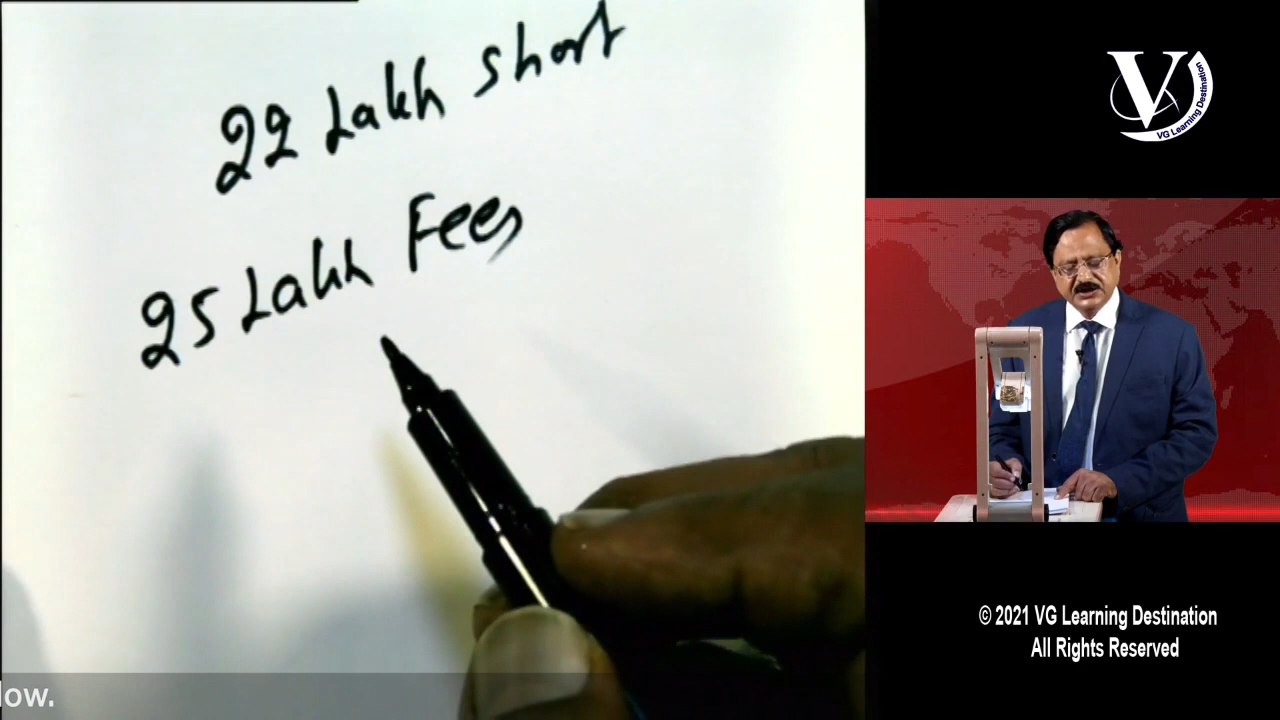 22 Lakh short
25 Lakh Fees
V
VG Learning Destination
© 2021 VG Learning Destination
All Rights Reserved
low.